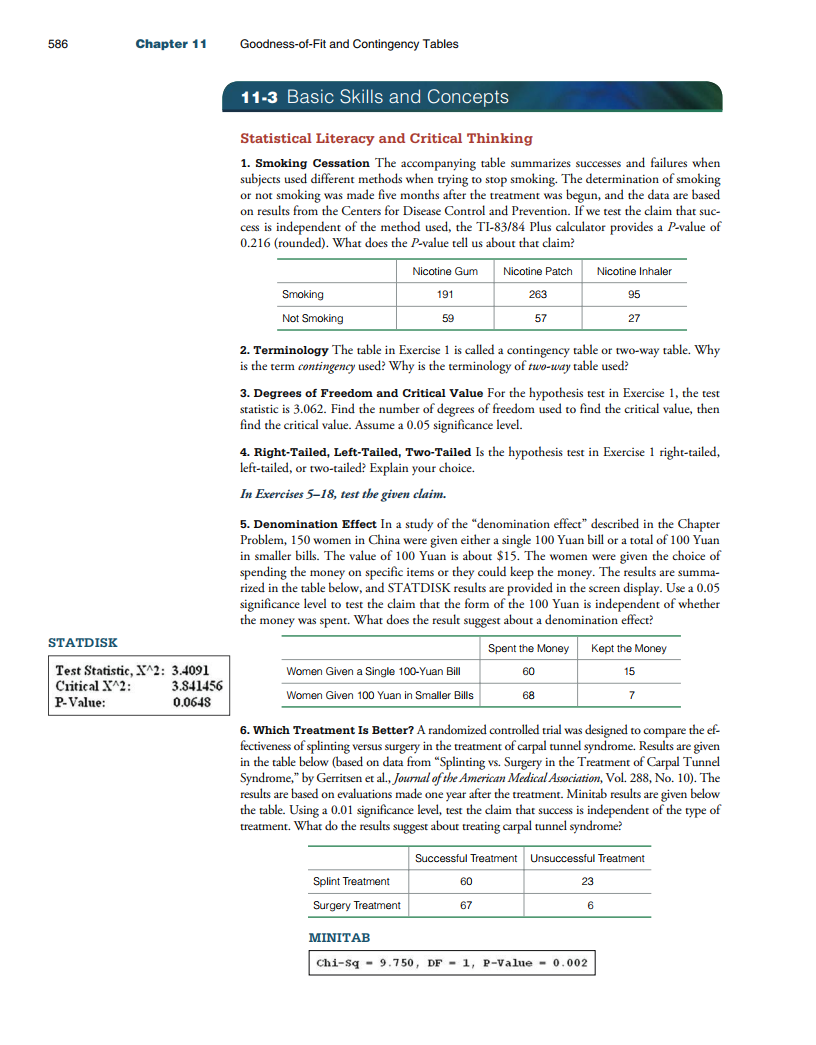 586 Chapter 11 Goodness-of-Fit and Contingency Tables
11-3 Basic Skills and Concepts
Statistical Literacy and Critical Thinking
1. Smoking Cessation The accompanying table summarizes successes and failures when
subjects used different methods when trying to stop smoking. The determination of smoking
or not smoking was made five months after the treatment was begun, and the data are based
on results from the Centers for Disease Control and Prevention. If we test the claim that suc-
cess is independent of the method used, the TI-83/84 Plus calculator provides a P-value of
0.216 (rounded). What does the P-value tell us about that claim?
Nicotine Gum Nicotine Patch Nicotine Inhaler
Smoking 191 263 95
Not Smoking 59 57 27
2. Terminology The table in Exercise 1 is called a contingency table or two-way table. Why
is the term contingency used? Why is the terminology of two-way table used?
3. Degrees of Freedom and Critical Value For the hypothesis test in Exercise 1, the test
statistic is 3.062. Find the number of degrees of freedom used to find the critical value, then
find the critical value. Assume a 0.05 significance level.
4. Right-Tailed, Left-Tailed, Two-Tailed Is the hypothesis test in Exercise 1 right-tailed,
left-tailed, or two-tailed? Explain your choice.
In Exercises 5–18, test the given claim.
5. Denomination Effect In a study of the “denomination effect” described in the Chapter
Problem, 150 women in China were given either a single 100 Yuan bill or a total of 100 Yuan
in smaller bills. The value of 100 Yuan is about $15. The women were given the choice of
spending the money on specific items or they could keep the money. The results are summa-
rized in the table below, and STATDISK results are provided in the screen display. Use a 0.05
significance level to test the claim that the form of the 100 Yuan is independent of whether
the money was spent. What does the result suggest about a denomination effect?
STATDISK
Test Statistic, X^2: 3.4091
Critical X^2: 3.841456
P-Value: 0.0648
Spent the Money Kept the Money
Women Given a Single 100-Yuan Bill 60 15
Women Given 100 Yuan in Smaller Bills 68 7
6. Which Treatment Is Better? A randomized controlled trial was designed to compare the ef-
fectiveness of splinting versus surgery in the treatment of carpal tunnel syndrome. Results are given
in the table below (based on data from “Splinting vs. Surgery in the Treatment of Carpal Tunnel
Syndrome,” by Gerritsen et al., Journal of the American Medical Association, Vol. 288, No. 10). The
results are based on evaluations made one year after the treatment. Minitab results are given below
the table. Using a 0.01 significance level, test the claim that success is independent of the type of
treatment. What do the results suggest about treating carpal tunnel syndrome?
Successful Treatment Unsuccessful Treatment
Splint Treatment 60 23
Surgery Treatment 67 6
MINITAB
Chi-Sq = 9.750, DF = 1, P-Value = 0.002